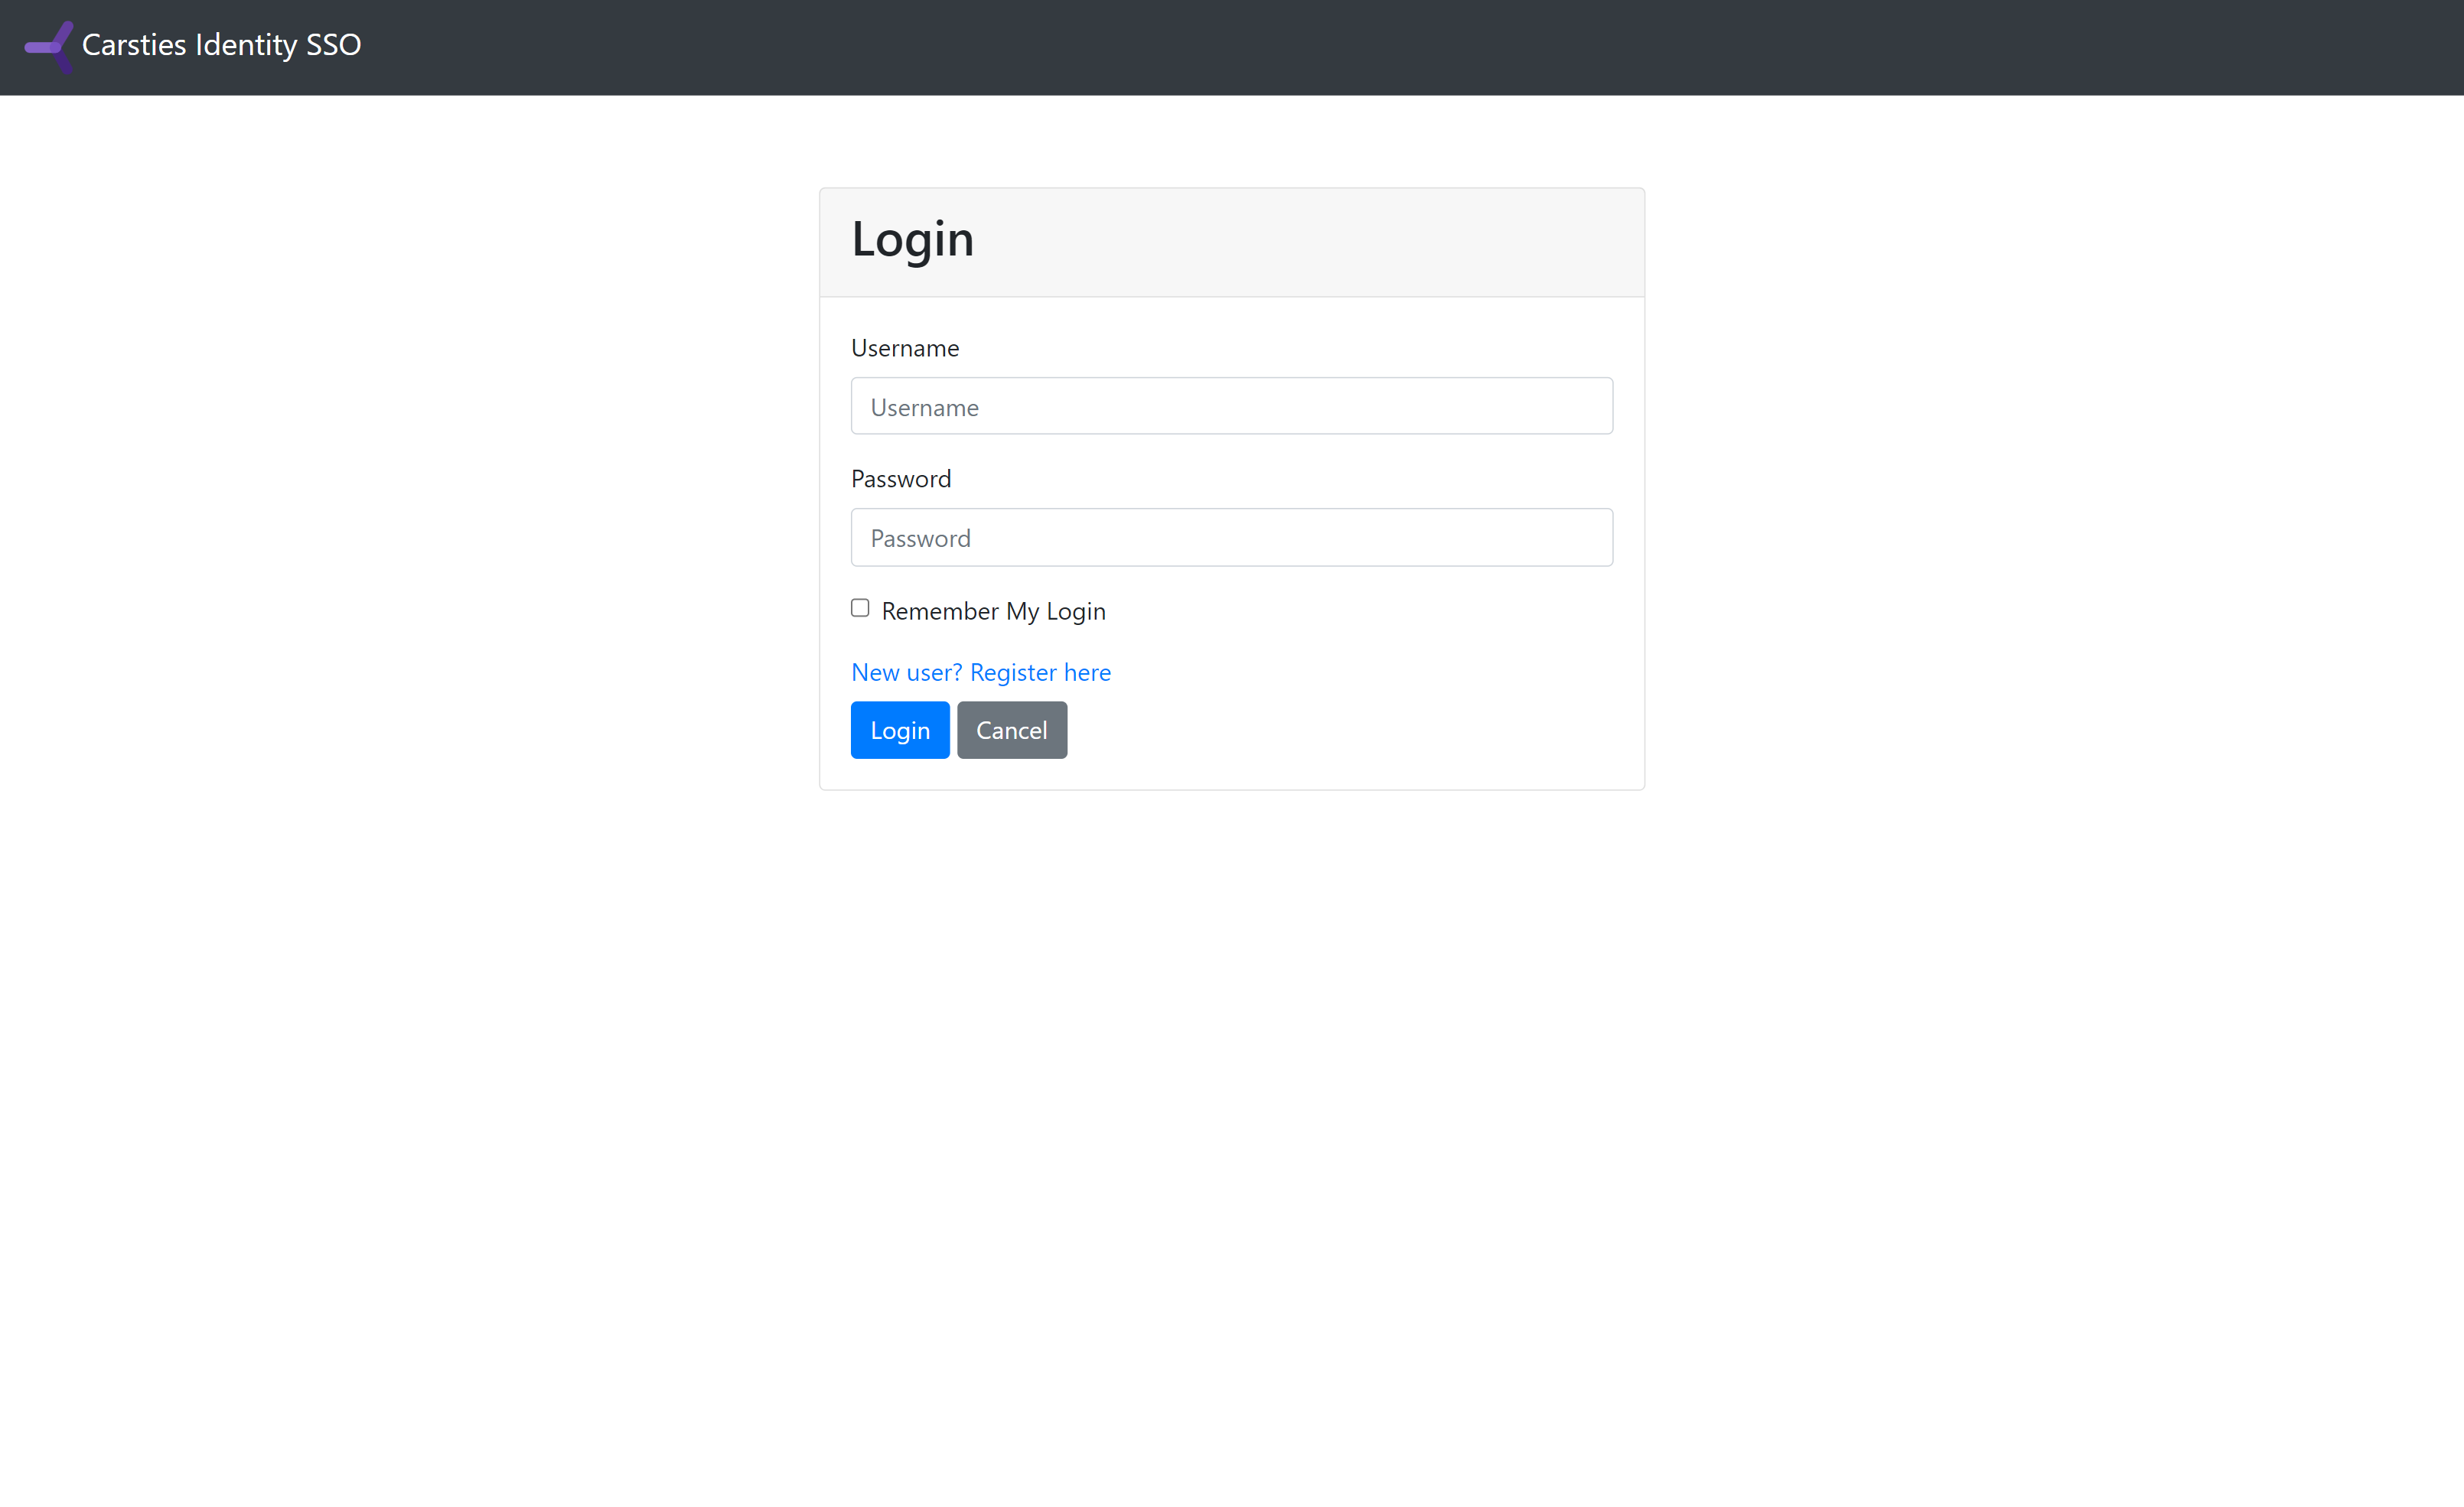 Carsties Identity SSO
Login
Username
Username
Password
Password
Remember My Login
New user? Register here
Login Cancel